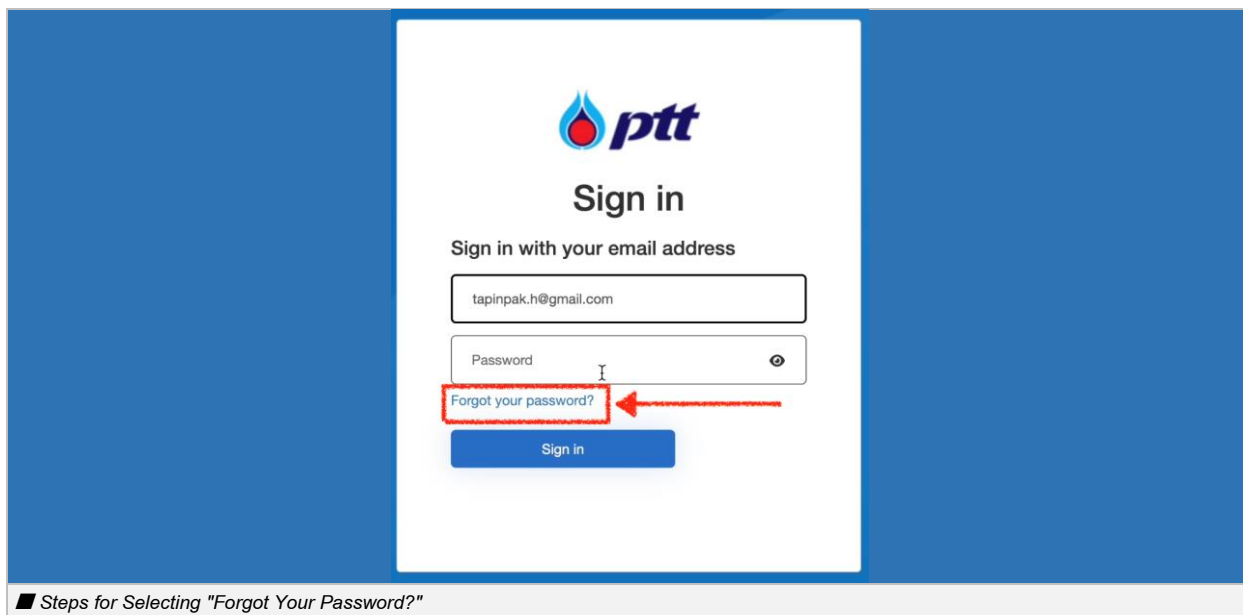 ptt
Sign in
Sign in with your email address
tapinpak.h@gmail.com
Password
Forgot your password?
Sign in
Steps for Selecting "Forgot Your Password?"